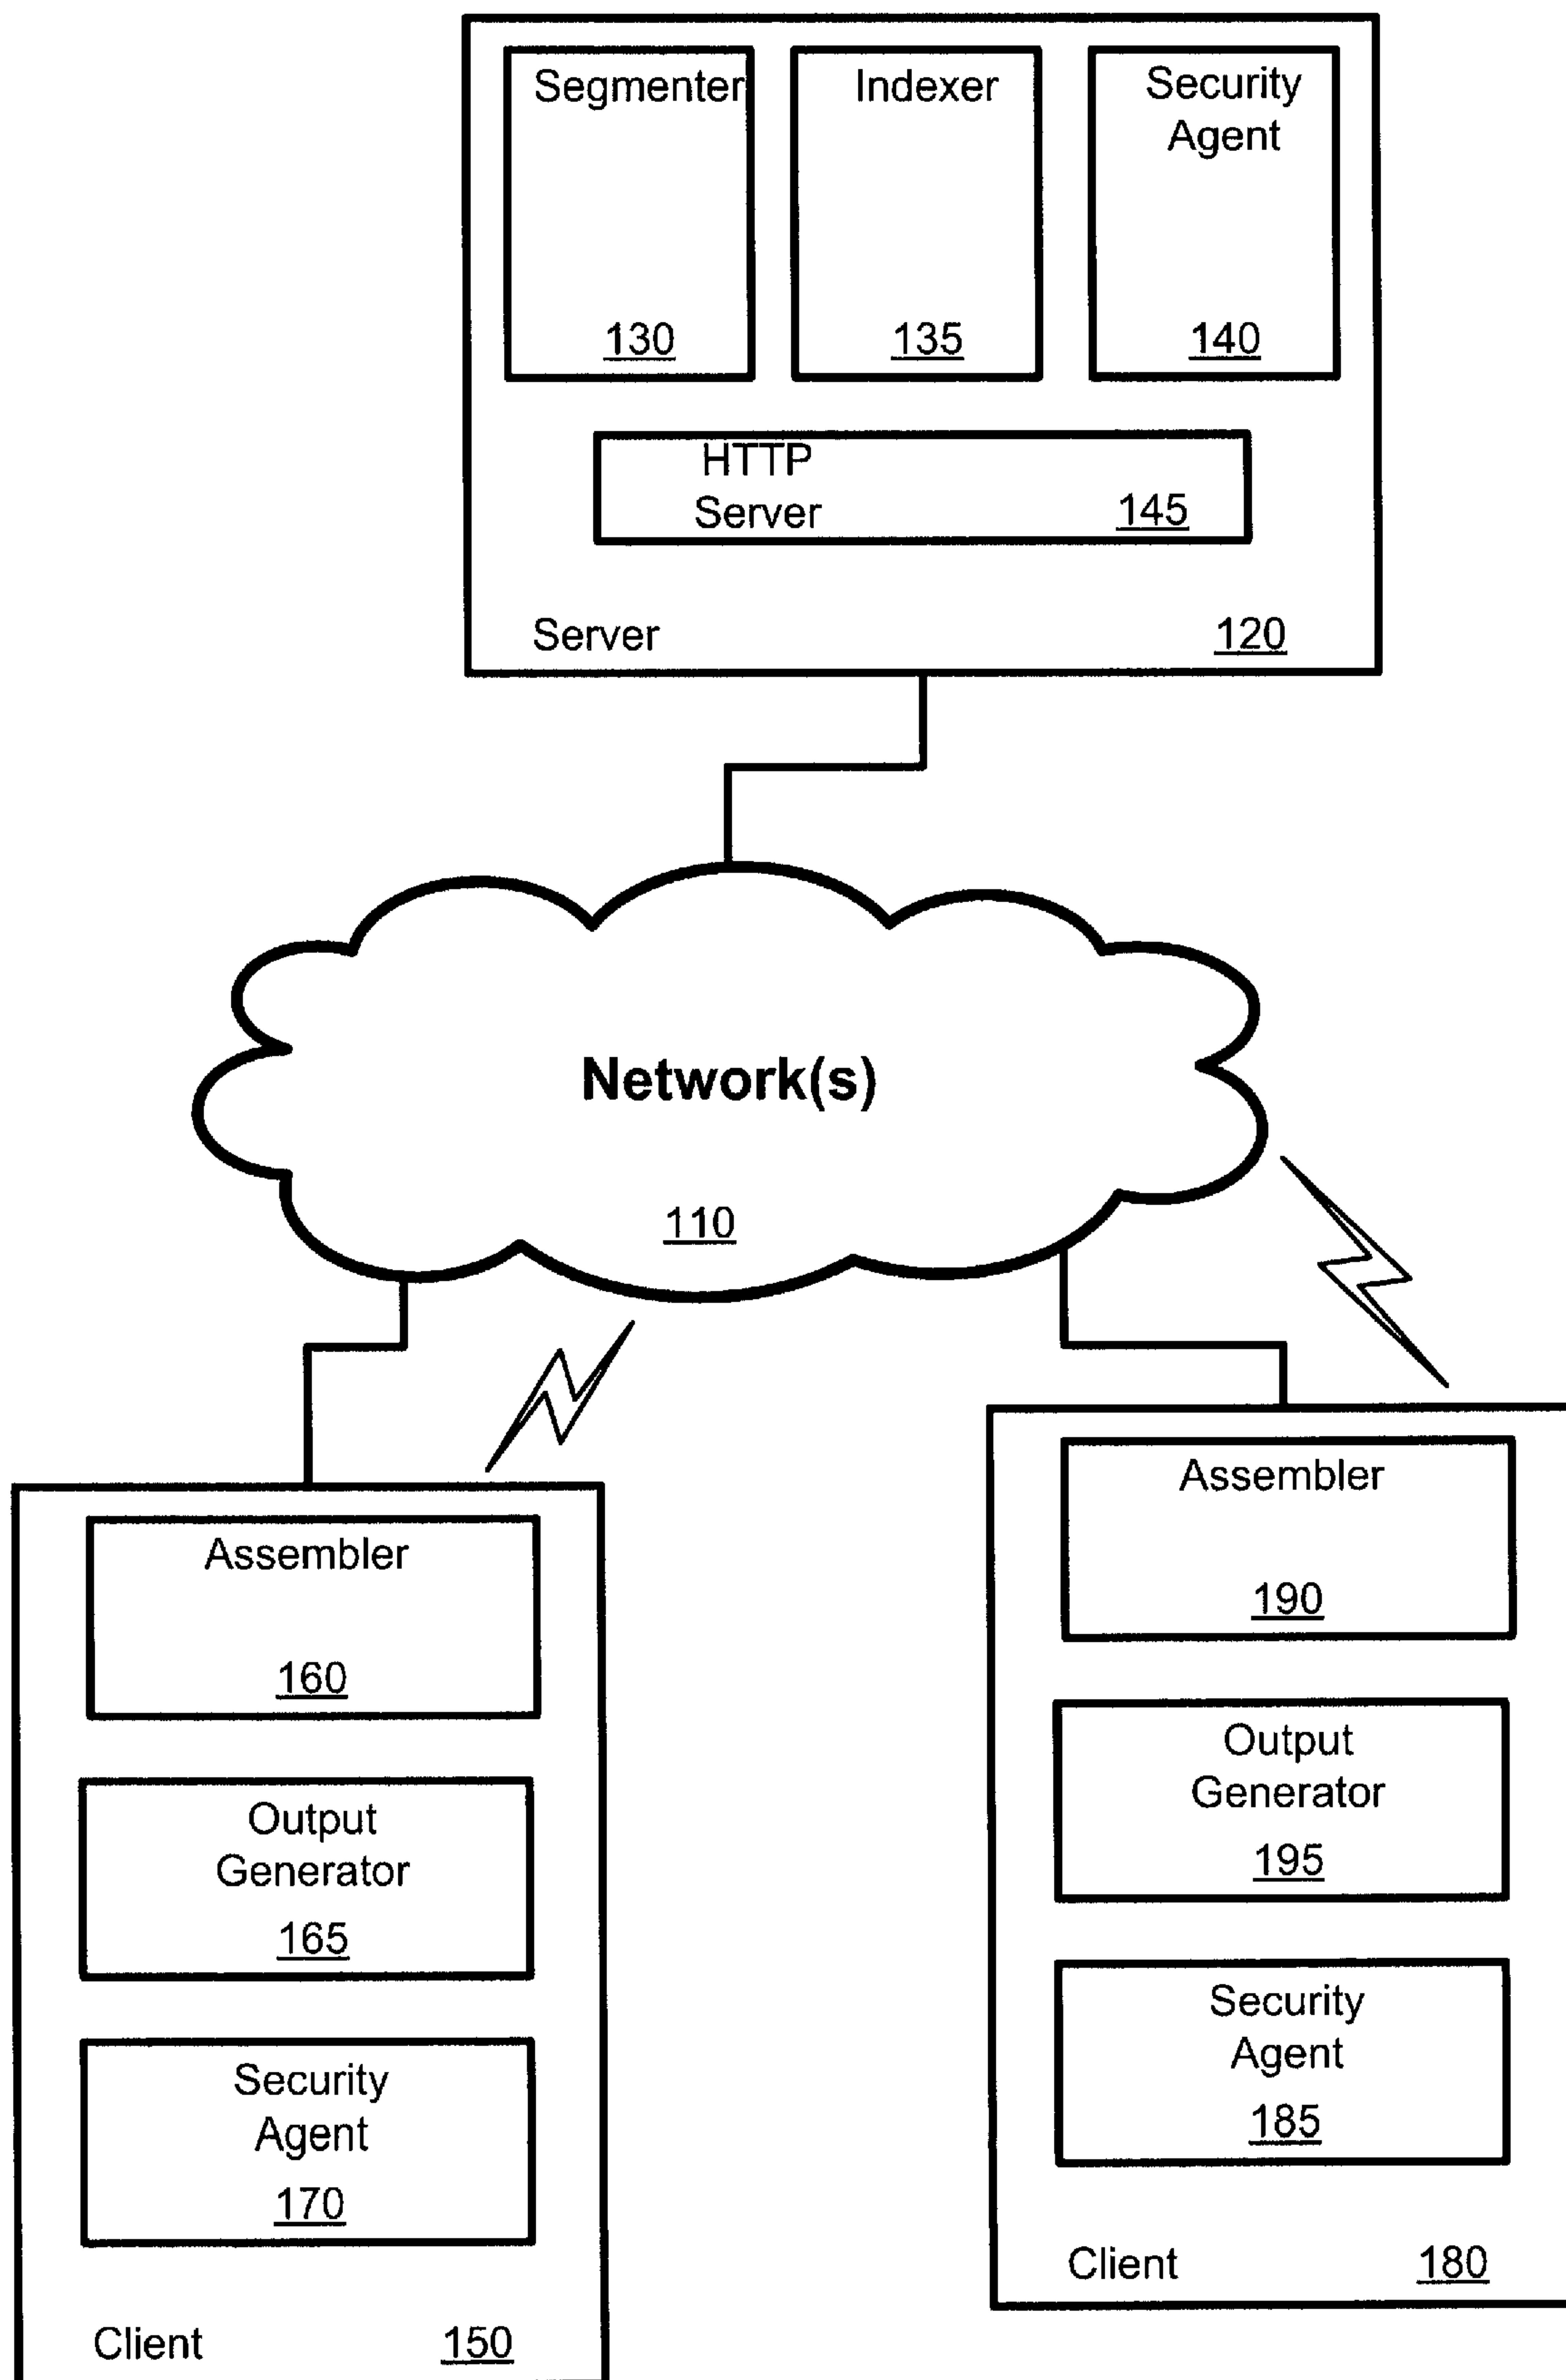 Segmenter
130
Indexer
135
Security
Agent
140
HTTP
Server
145
Server
120
Network(s)
110
Assembler
160
Output
Generator
165
Security
Agent
170
Client
150
Assembler
190
Output
Generator
195
Security
Agent
185
Client
180